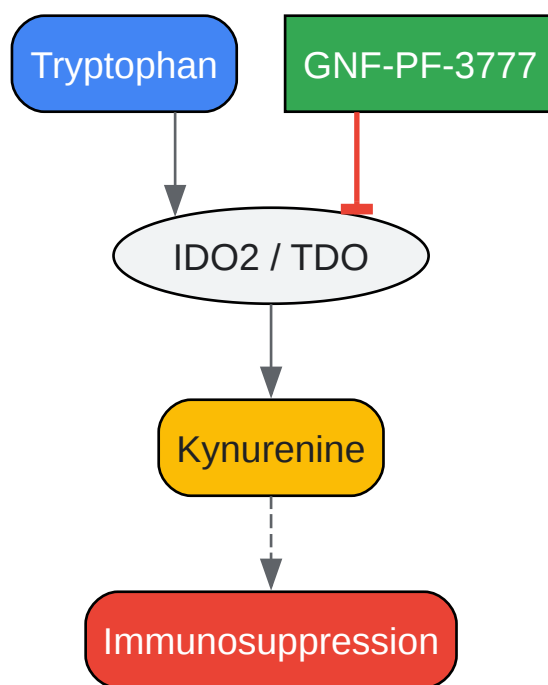 Tryptophan
GNF-PF-3777
IDO2 / TDO
Kynurenine
Immunosuppression